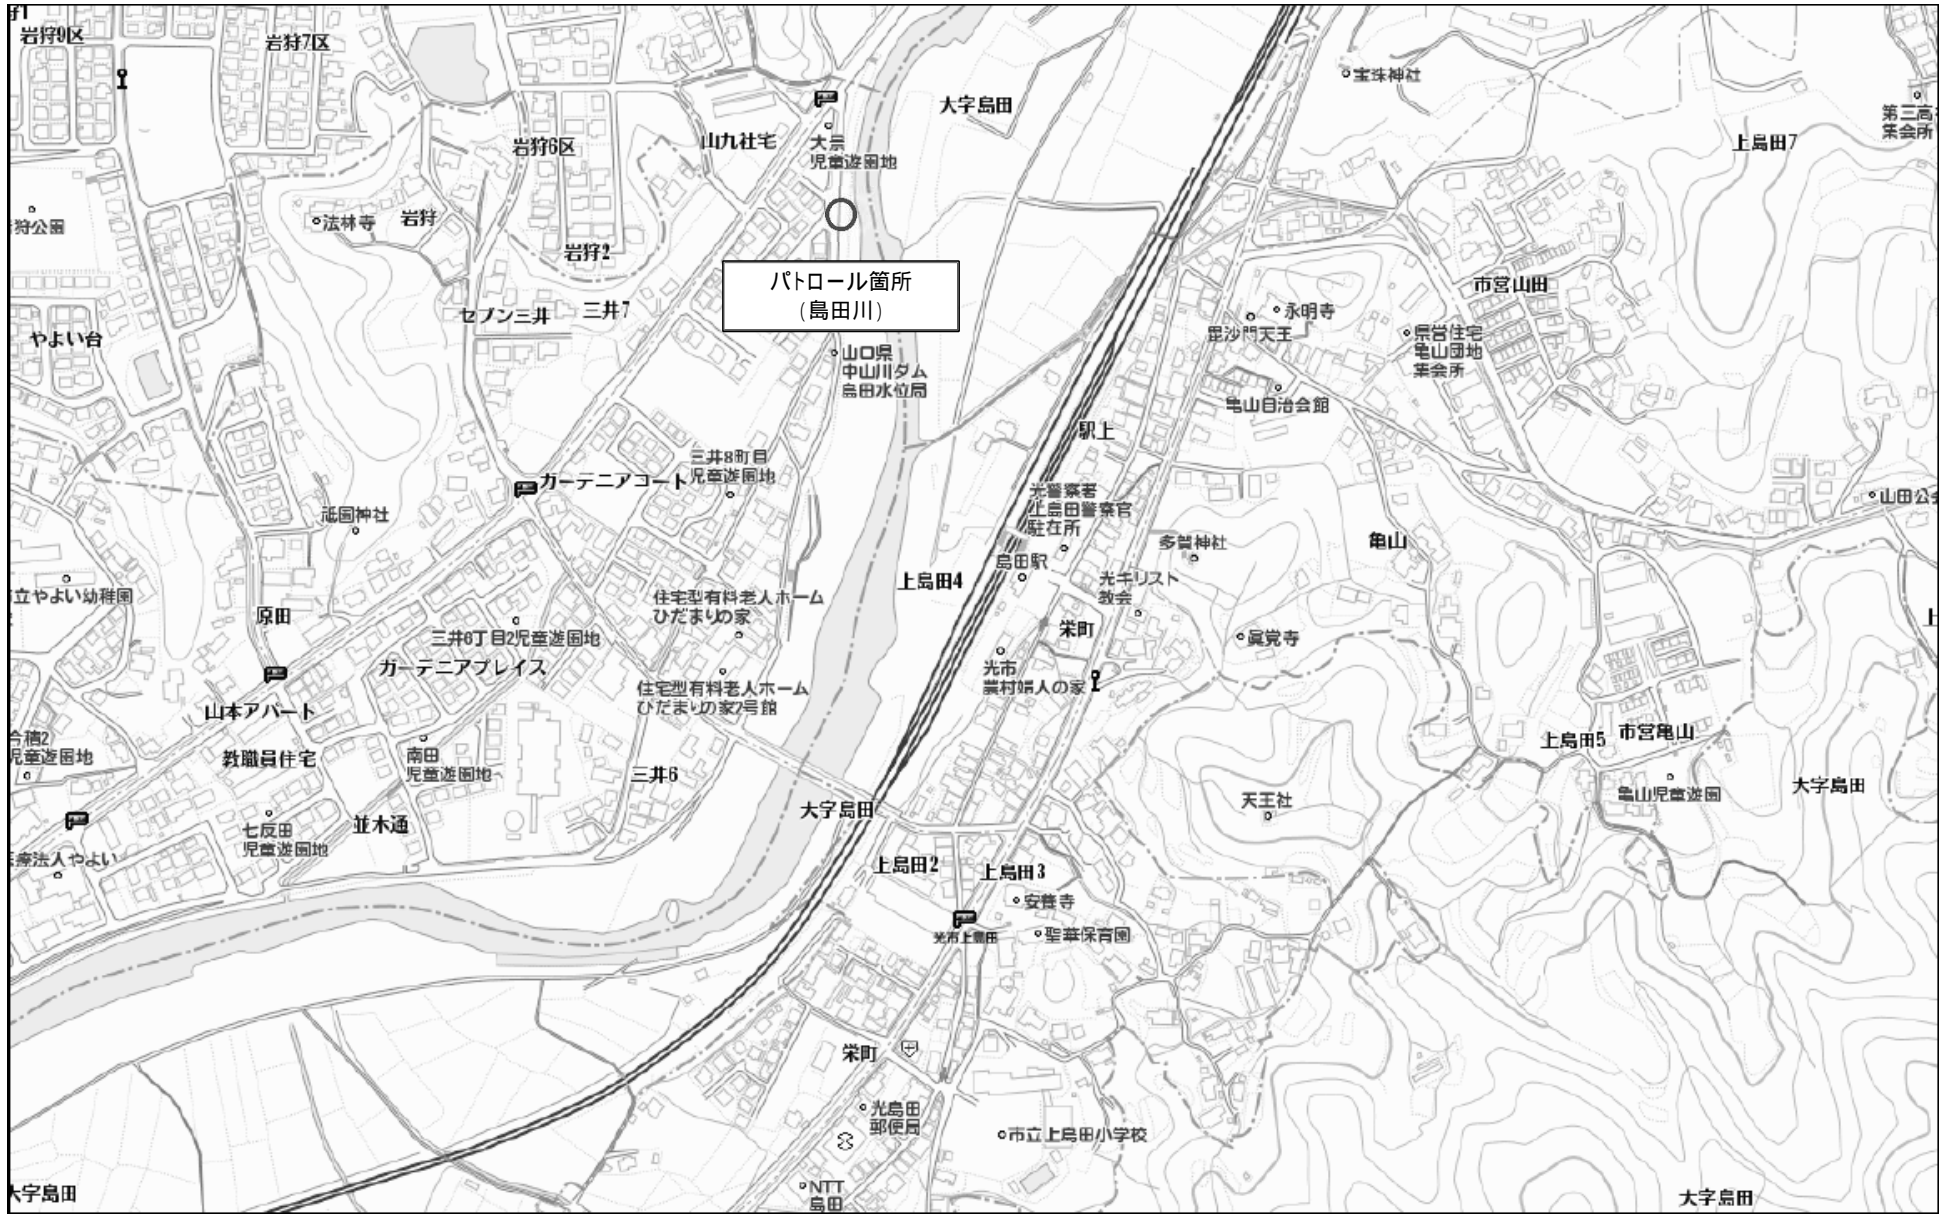 岩狩9区
岩狩7区
宝珠神社
大字島田
第三高
集会所
上島田7
岩狩6区
山九社宅
児童遊園地
狩公園
法林寺
岩狩
岩狩2
パトロール箇所
(島田川)
市営山田
セブン三井
三井7
永明寺
毘沙門天王
県営住宅
亀山団地
集会所
やよい台
山口県
中山川ダム
島田水位局
亀山自治会館
駅上
三井8町目
児童遊園地
ガーテニアコート
光警察署
上島田警察官
駐在所
山田公会
祗園神社
多賀神社
亀山
島田駅
上島田4
光キリスト
教会
立やよい幼稚園
住宅型有料老人ホーム
ひだまりの家
原田
三井6丁目2児童遊園地
栄町
眞覚寺
ガーテニアプレイス
光市
農村婦人の家
住宅型有料老人ホーム
ひだまりの家2号館
山本アパート
上島田5
市営亀山
児童遊園地
教職員住宅
南田
児童遊園地
三井6
亀山児童遊園
大字島田
天王社
大字島田
七反田
児童遊園地
並木通
療法人やよい
上島田2
上島田3
安養寺
光市上島田
聖華保育園
栄町
光島田
郵便局
市立上島田小学校
NTT
島田
大字島田
大字島田